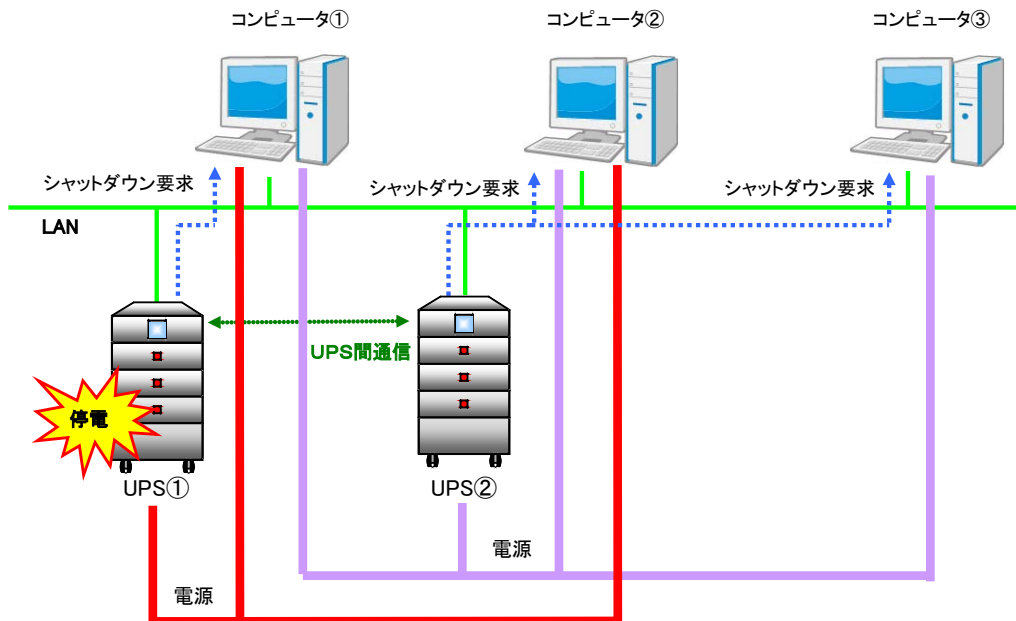 コンピュータ①
コンピュータ②
コンピュータ③
シャットダウン要求
シャットダウン要求
シャットダウン要求
LAN
UPS間通信
停電
UPS①
UPS②
電源
電源